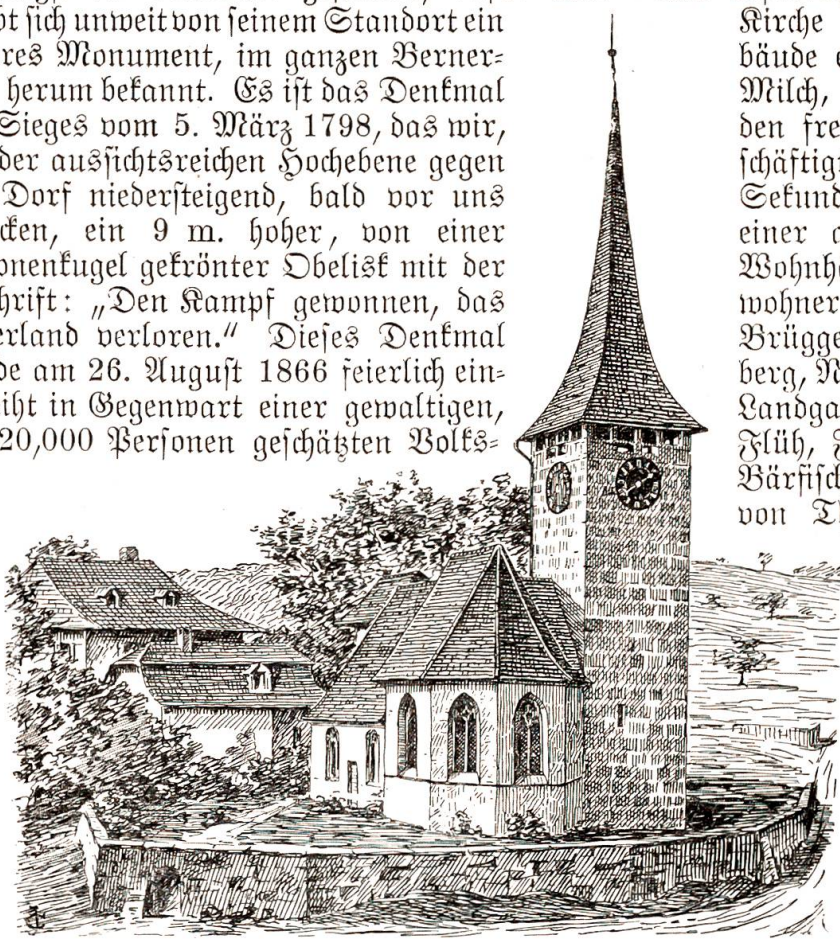 bt sich unweit von seinem Standort ein
res Monument, im ganzen Berner=
herum bekannt. Es ist das Denkmal
Sieges vom 5. März 1798, das wir,
der aussichtsreichen Hochebene gegen
Dorf niedersteigend, bald vor uns
cken, ein 9 m. hoher, von einer
onenkugel gekrönter Obelisk mit der
hrift: „Den Kampf gewonnen, das
erland verloren.“ Dieses Denkmal
de am 26. August 1866 feierlich ein=
iht in Gegenwart einer gewaltigen,
20,000 Personen geschätzten Volks=
Kirche
bäude
Milch,
den fre
schäftig
Sekund
einer
Wohnh
wohner
Brügge
berg,
Landga
Flüh,
Bärfisch
von